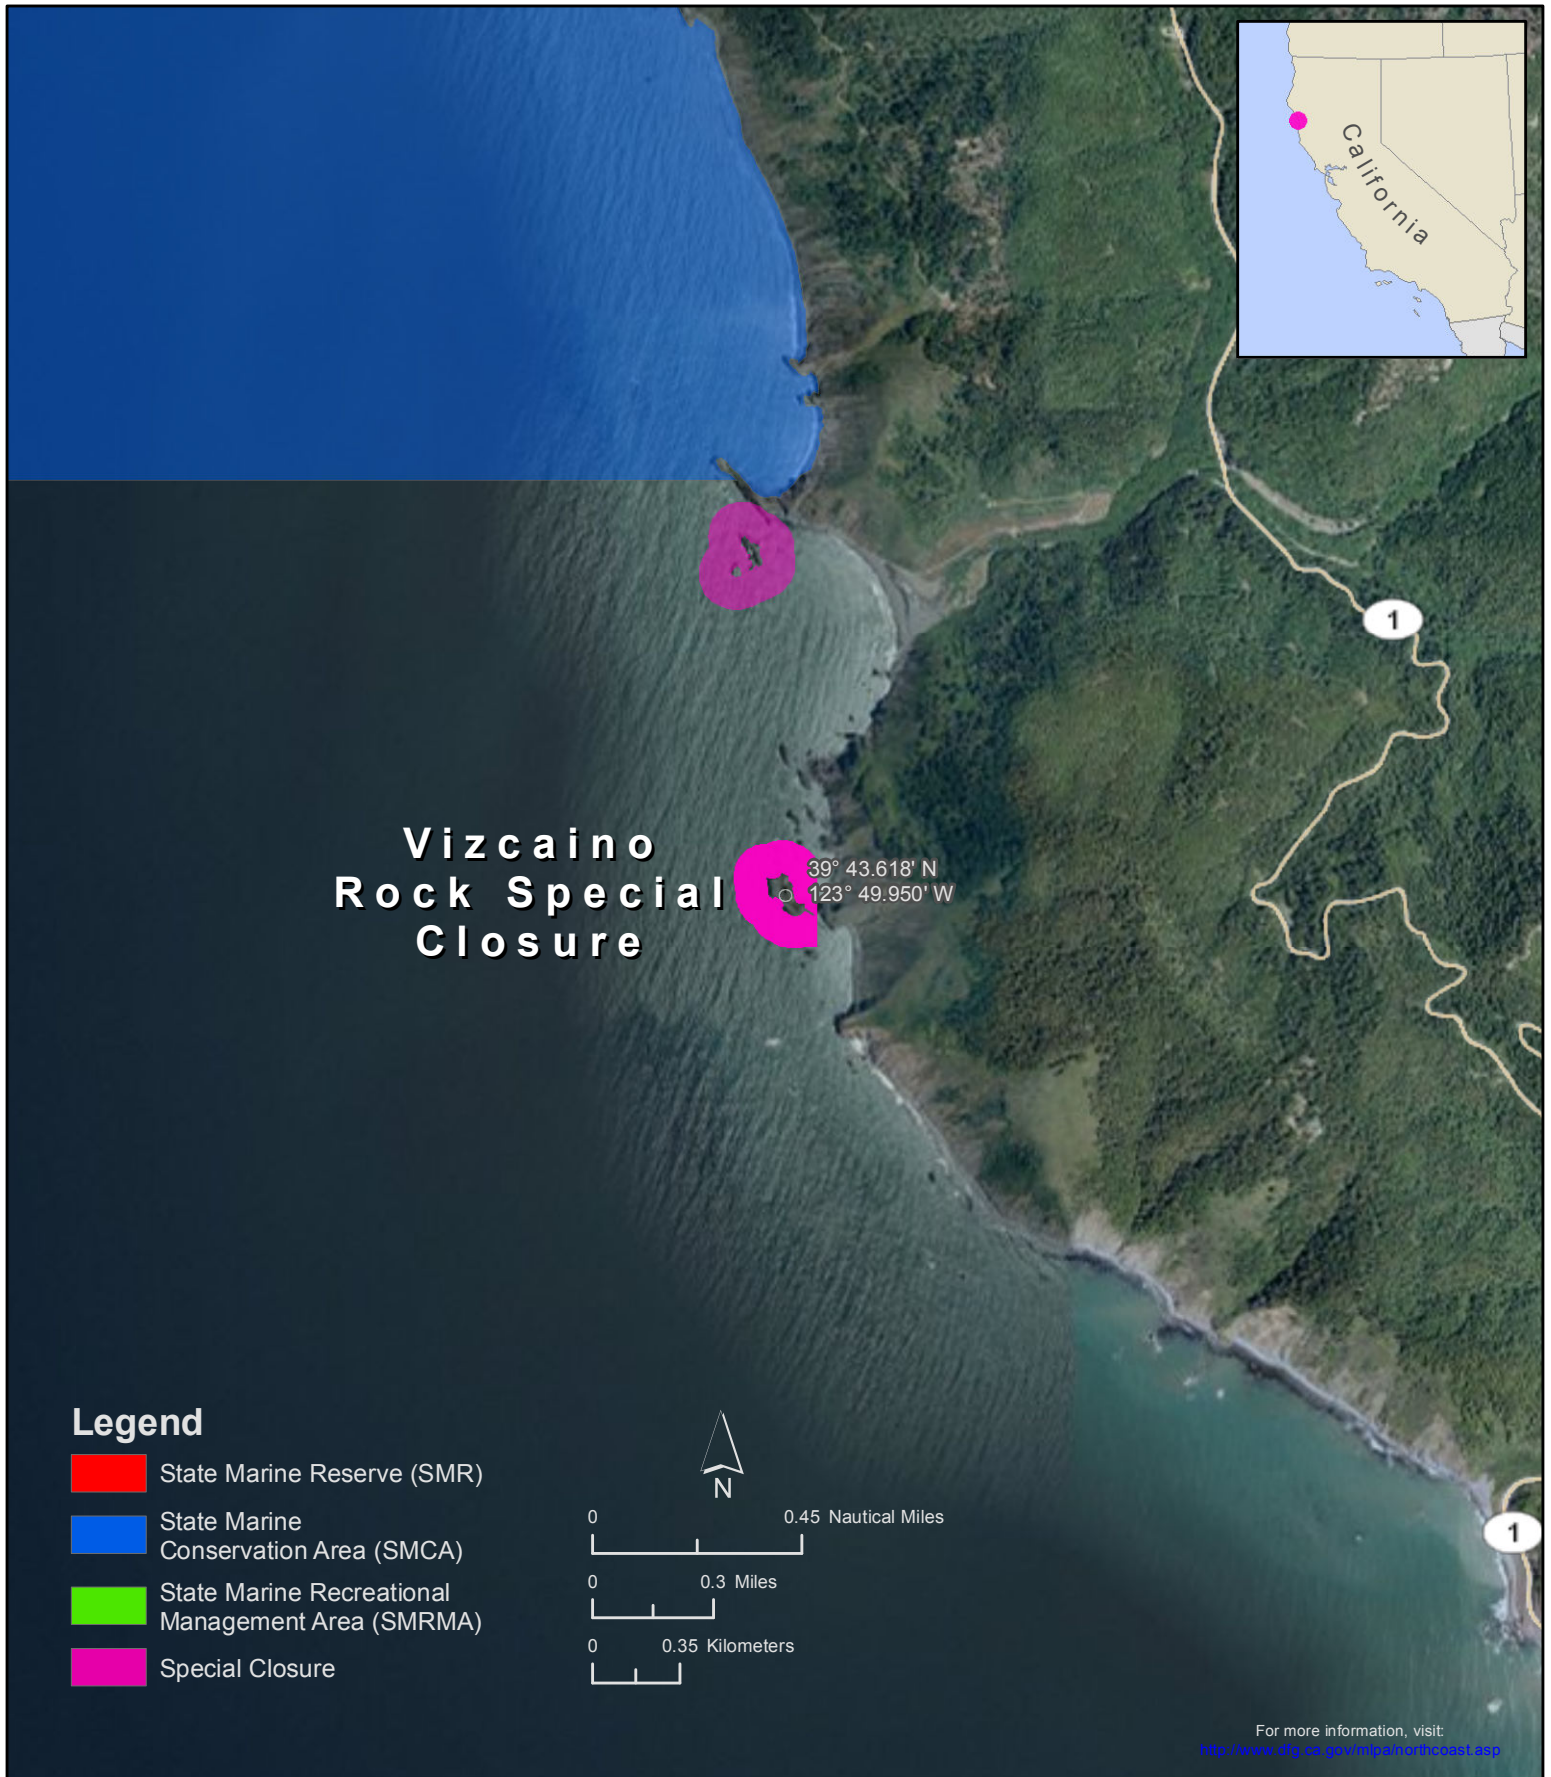 California
1
Vizcaino
Rock Special
Closure
39° 43.618' N
123° 49.950' W
Legend
State Marine Reserve (SMR)
State Marine
Conservation Area (SMCA)
State Marine Recreational
Management Area (SMRMA)
Special Closure
N
0 0.45 Nautical Miles
0 0.3 Miles
0 0.35 Kilometers
1
For more information, visit:
http://www.dfg.ca.gov/mlpa/northcoast.asp